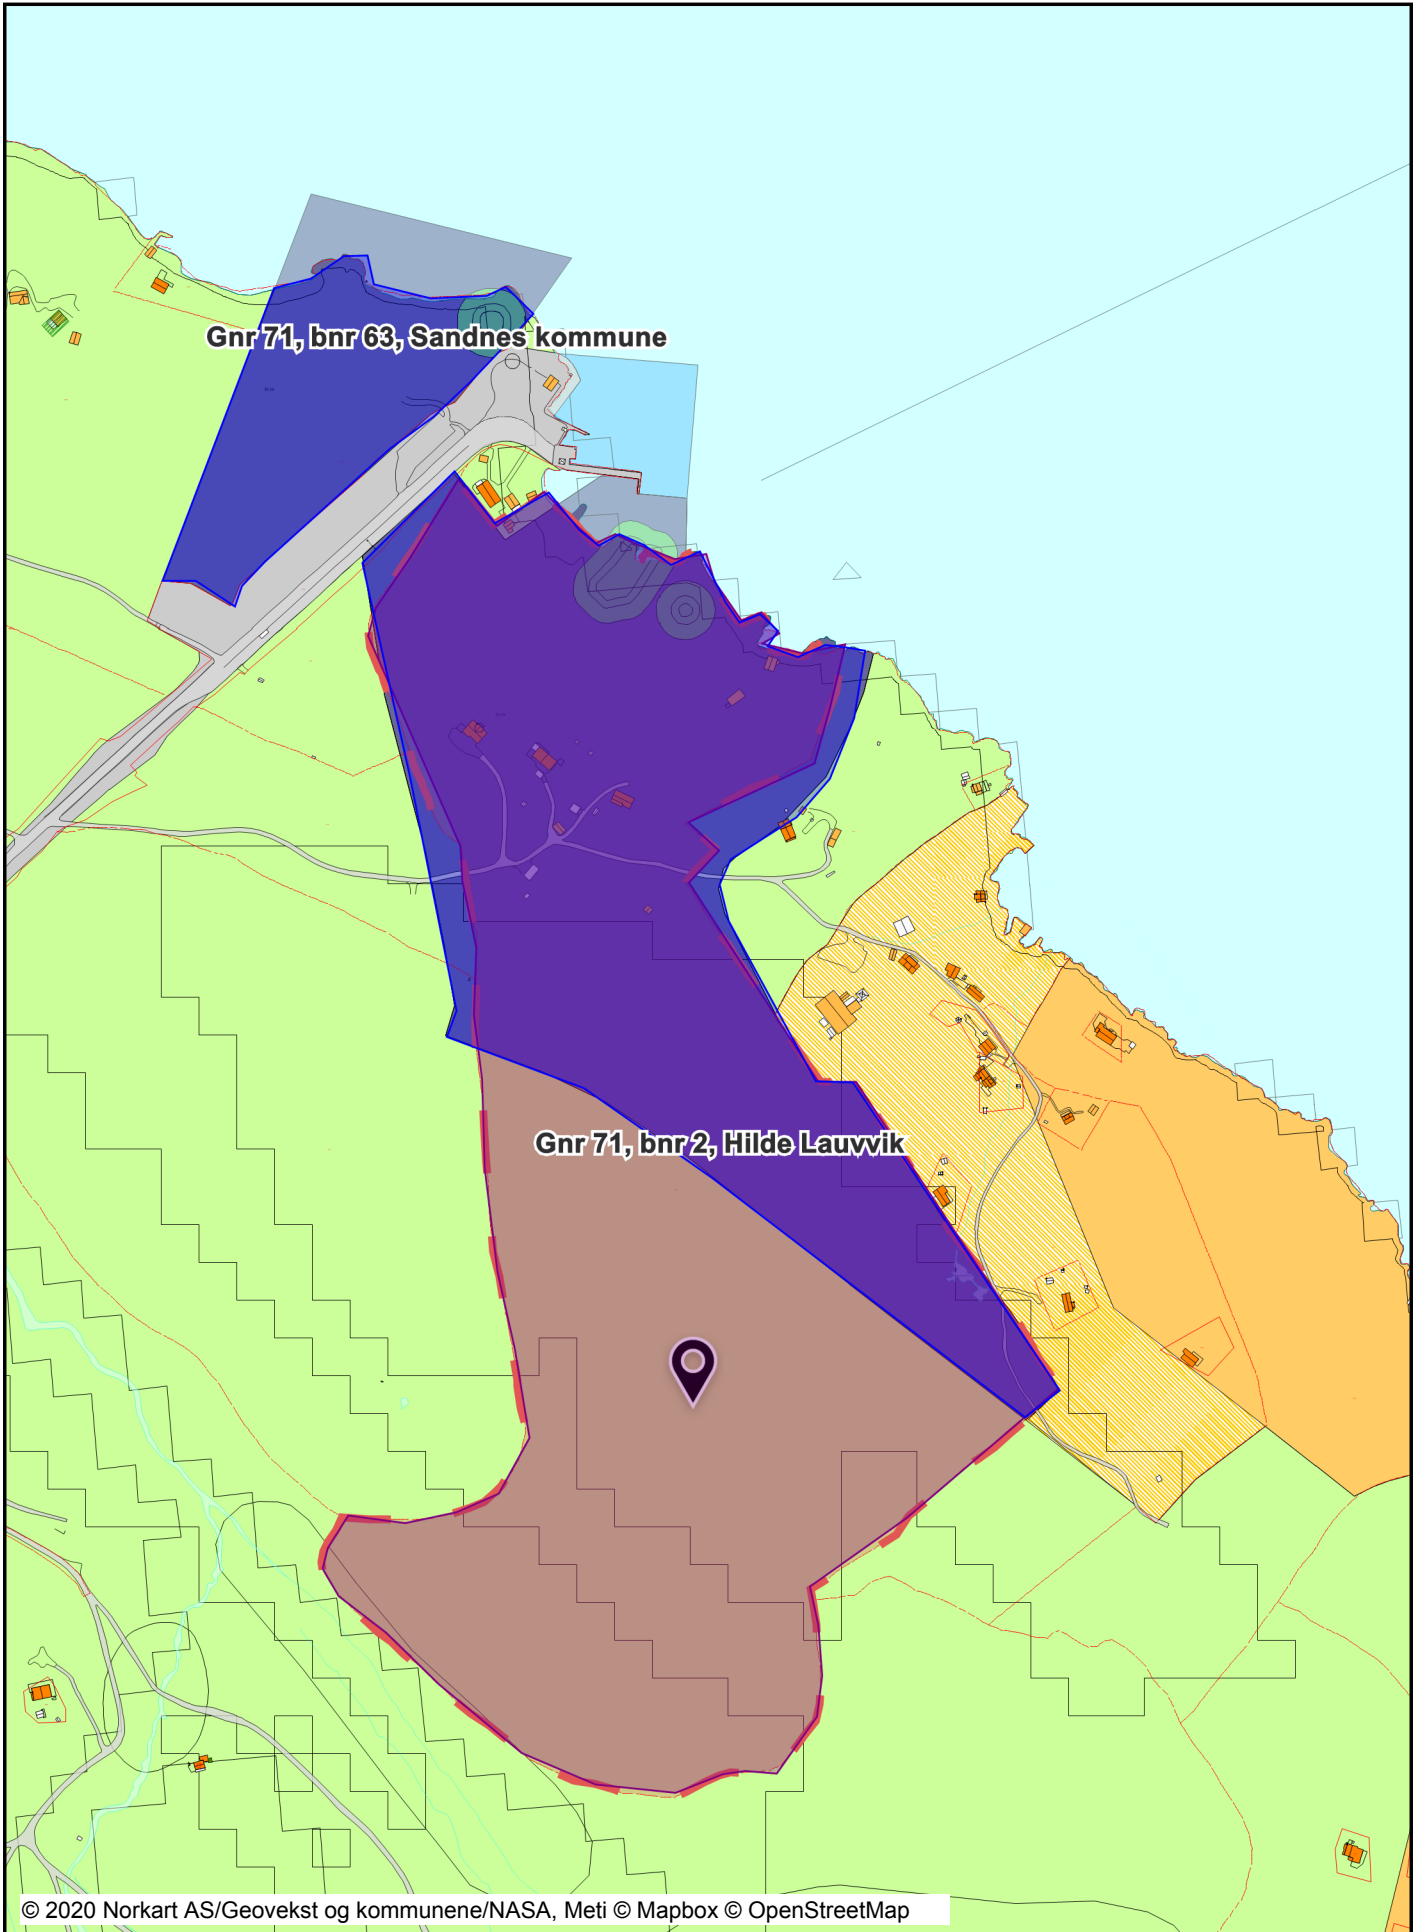 Gnr 71, bnr 63, Sandnes kommune
Gnr 71, bnr 2, Hilde Lauvvik
© 2020 Norkart AS/Geovekst og kommunene/NASA, Meti © Mapbox © OpenStreetMap